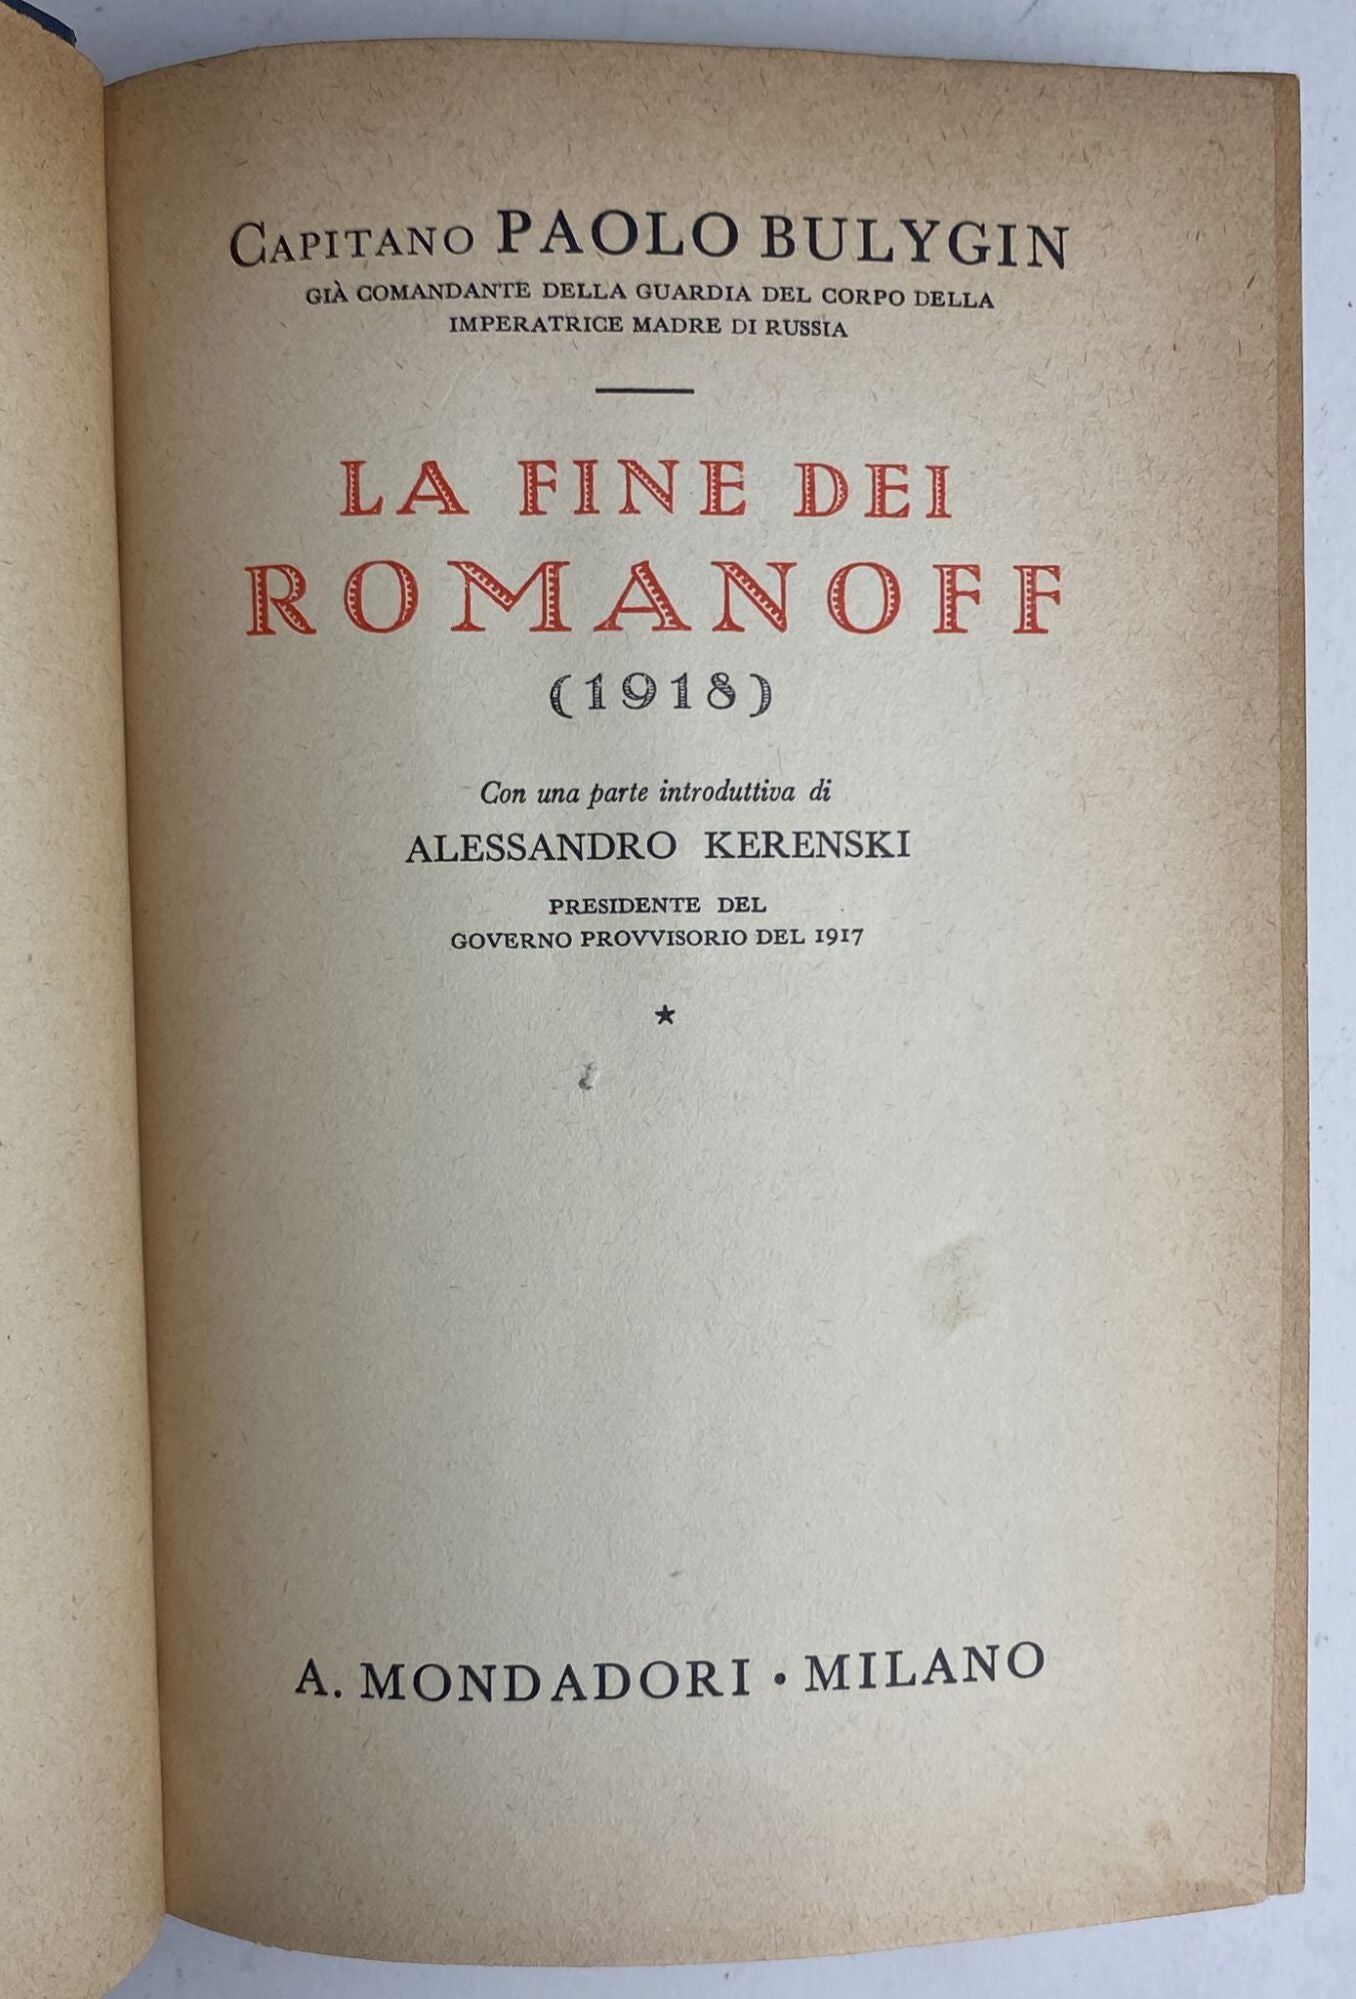 CAPITANO PAOLO BULYGIN
GIÀ COMANDANTE DELLA GUARDIA DEL CORPO DELLA
IMPERATRICE MADRE DI RUSSIA
LA FINE DEI
ROMANOFF
(1918)
Con una parte introduttiva di
ALESSANDRO KERENSKI
PRESIDENTE DEL
GOVERNO PROVVISORIO DEL 1917
★
A. MONDADORI • MILANO